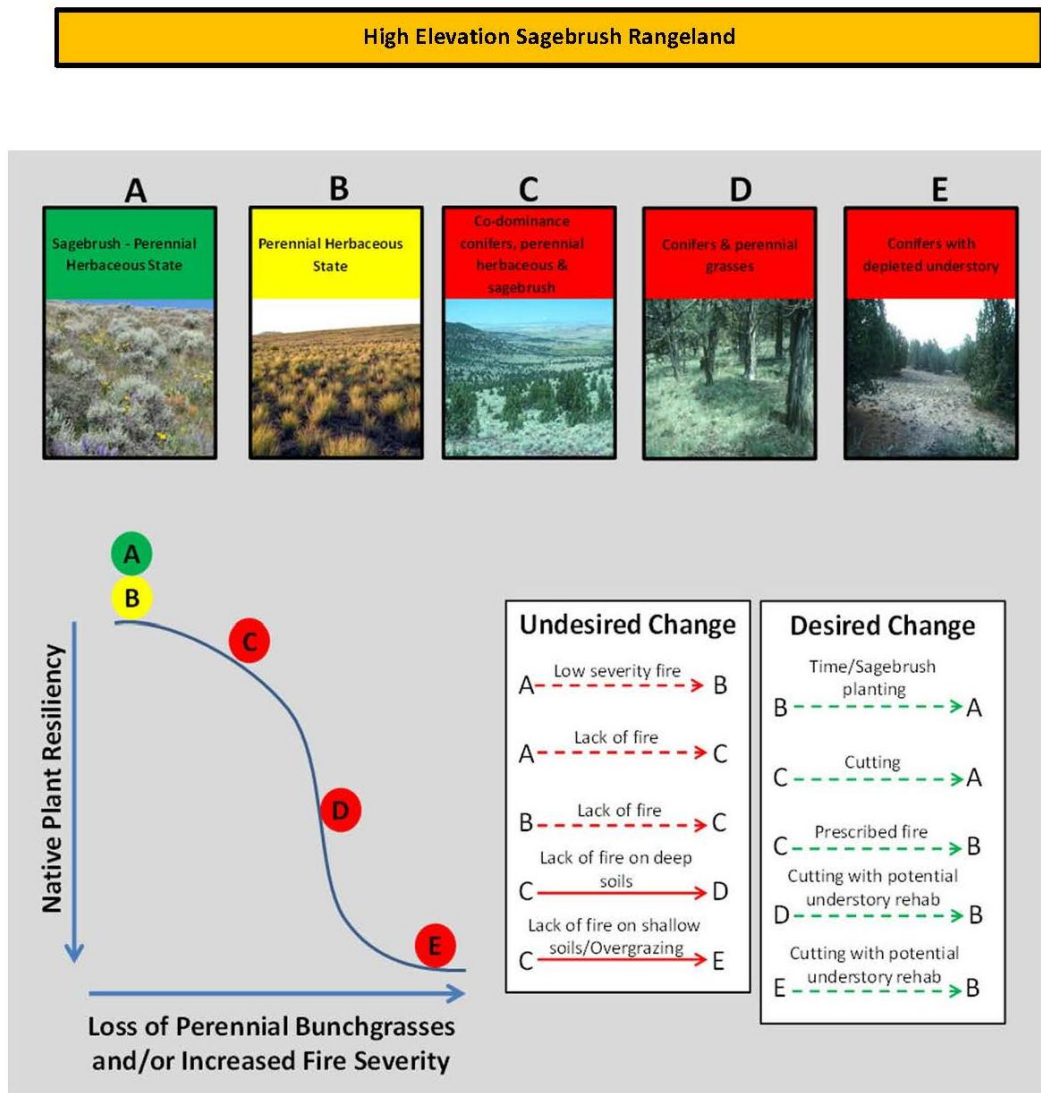 High Elevation Sagebrush Rangeland
A
B
C
D
E
Sagebrush - Perennial
Herbaceous State
Perennial Herbaceous
State
Co-dominance
conifers, perennial
herbaceous &
sagebrush
Conifers & perennial
grasses
Conifers with
depleted understory
A
B
C
D
E
Native Plant Resiliency
Loss of Perennial Bunchgrasses
and/or Increased Fire Severity
Undesired Change
Low severity fire
A B
Lack of fire
A C
Lack of fire
B C
Lack of fire on deep
soils
C D
Lack of fire on shallow
soils/Overgrazing
C E
Desired Change
Time/Sagebrush
planting
B A
Cutting
C A
Prescribed fire
C B
Cutting with potential
understory rehab
D B
Cutting with potential
understory rehab
E B